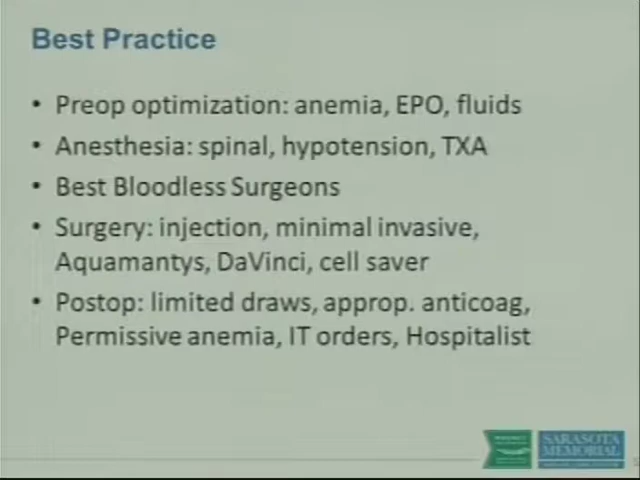 Best Practice
• Preop optimization: anemia, EPO, fluids
• Anesthesia: spinal, hypotension, TXA
• Best Bloodless Surgeons
• Surgery: injection, minimal invasive,
Aquamantys, DaVinci, cell saver
• Postop: limited draws, approp. anticoag,
Permissive anemia, IT orders, Hospitalist
SARASOTA
MEMORIAL